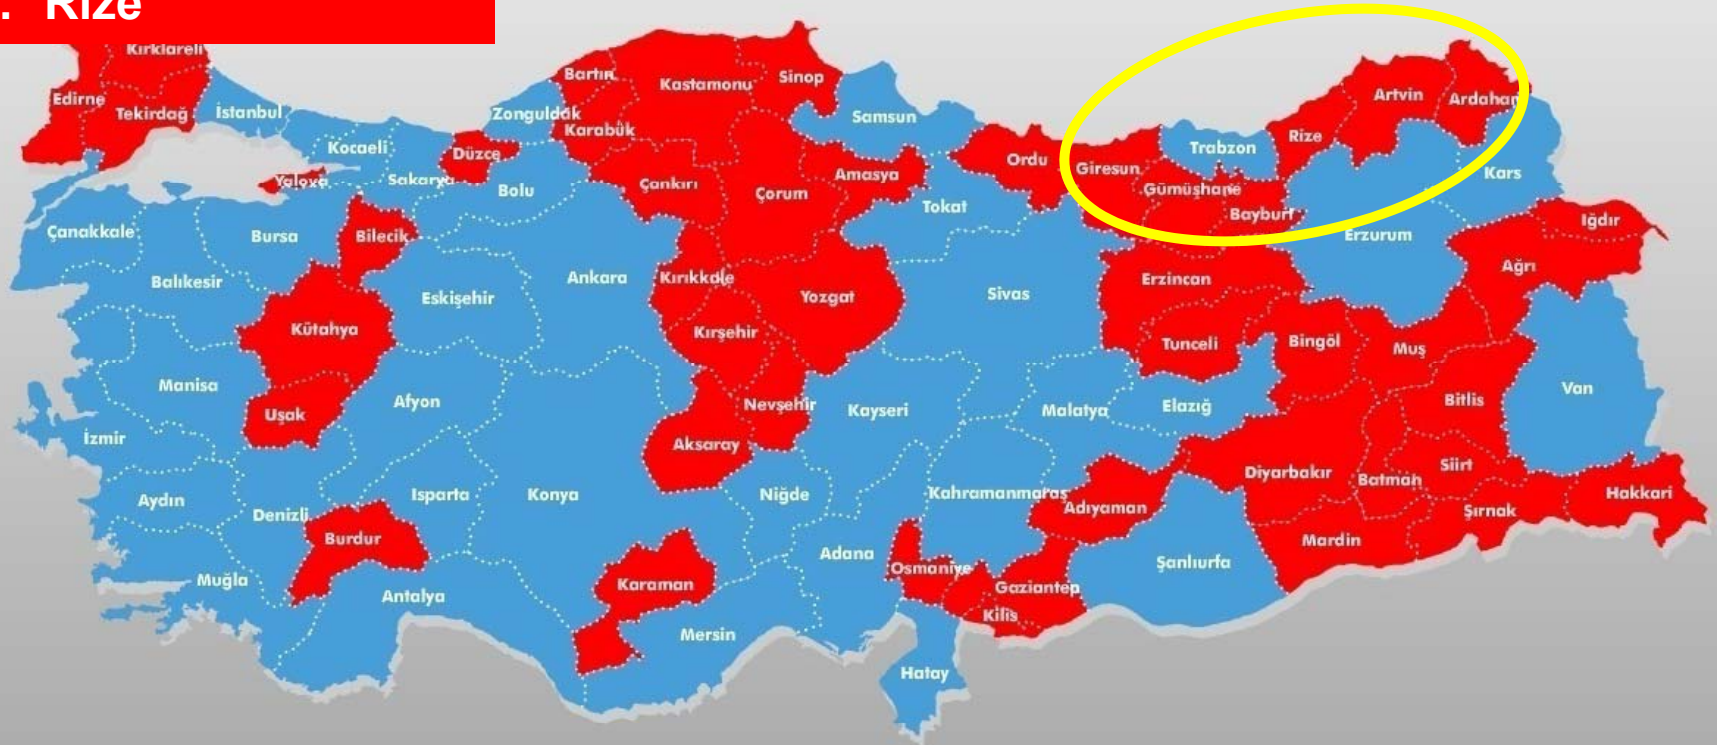 . Rize
Kırklareli
Edirne
Tekirdağ
İstanbul
Kocaeli
Yalova
Sakarya
Düzce
Zonguldak
Bolu
Bartın
Karabük
Kastamonu
Sinop
Çankırı
Çorum
Samsun
Amasya
Tokat
Ordu
Giresun
Trabzon
Gümüşhane
Bayburt
Rize
Artvin
Ardahan
Kars
Iğdır
Ağrı
Erzurum
Erzincan
Çanakkale
Bursa
Bilecik
Balıkesir
Eskişehir
Ankara
Kırıkkale
Kırşehir
Yozgat
Sivas
Kütahya
Tunceli
Bingöl
Muş
Bitlis
Van
Manisa
Uşak
Afyon
Nevşehir
Aksaray
Kayseri
Malatya
Elazığ
İzmir
Aydın
Denizli
Isparta
Konya
Niğde
Kahramanmaraş
Adıyaman
Diyarbakır
Batman
Siirt
Şırnak
Hakkari
Mardin
Şanlıurfa
Burdur
Muğla
Antalya
Karaman
Mersin
Adana
Osmaniye
Gaziantep
Kilis
Hatay